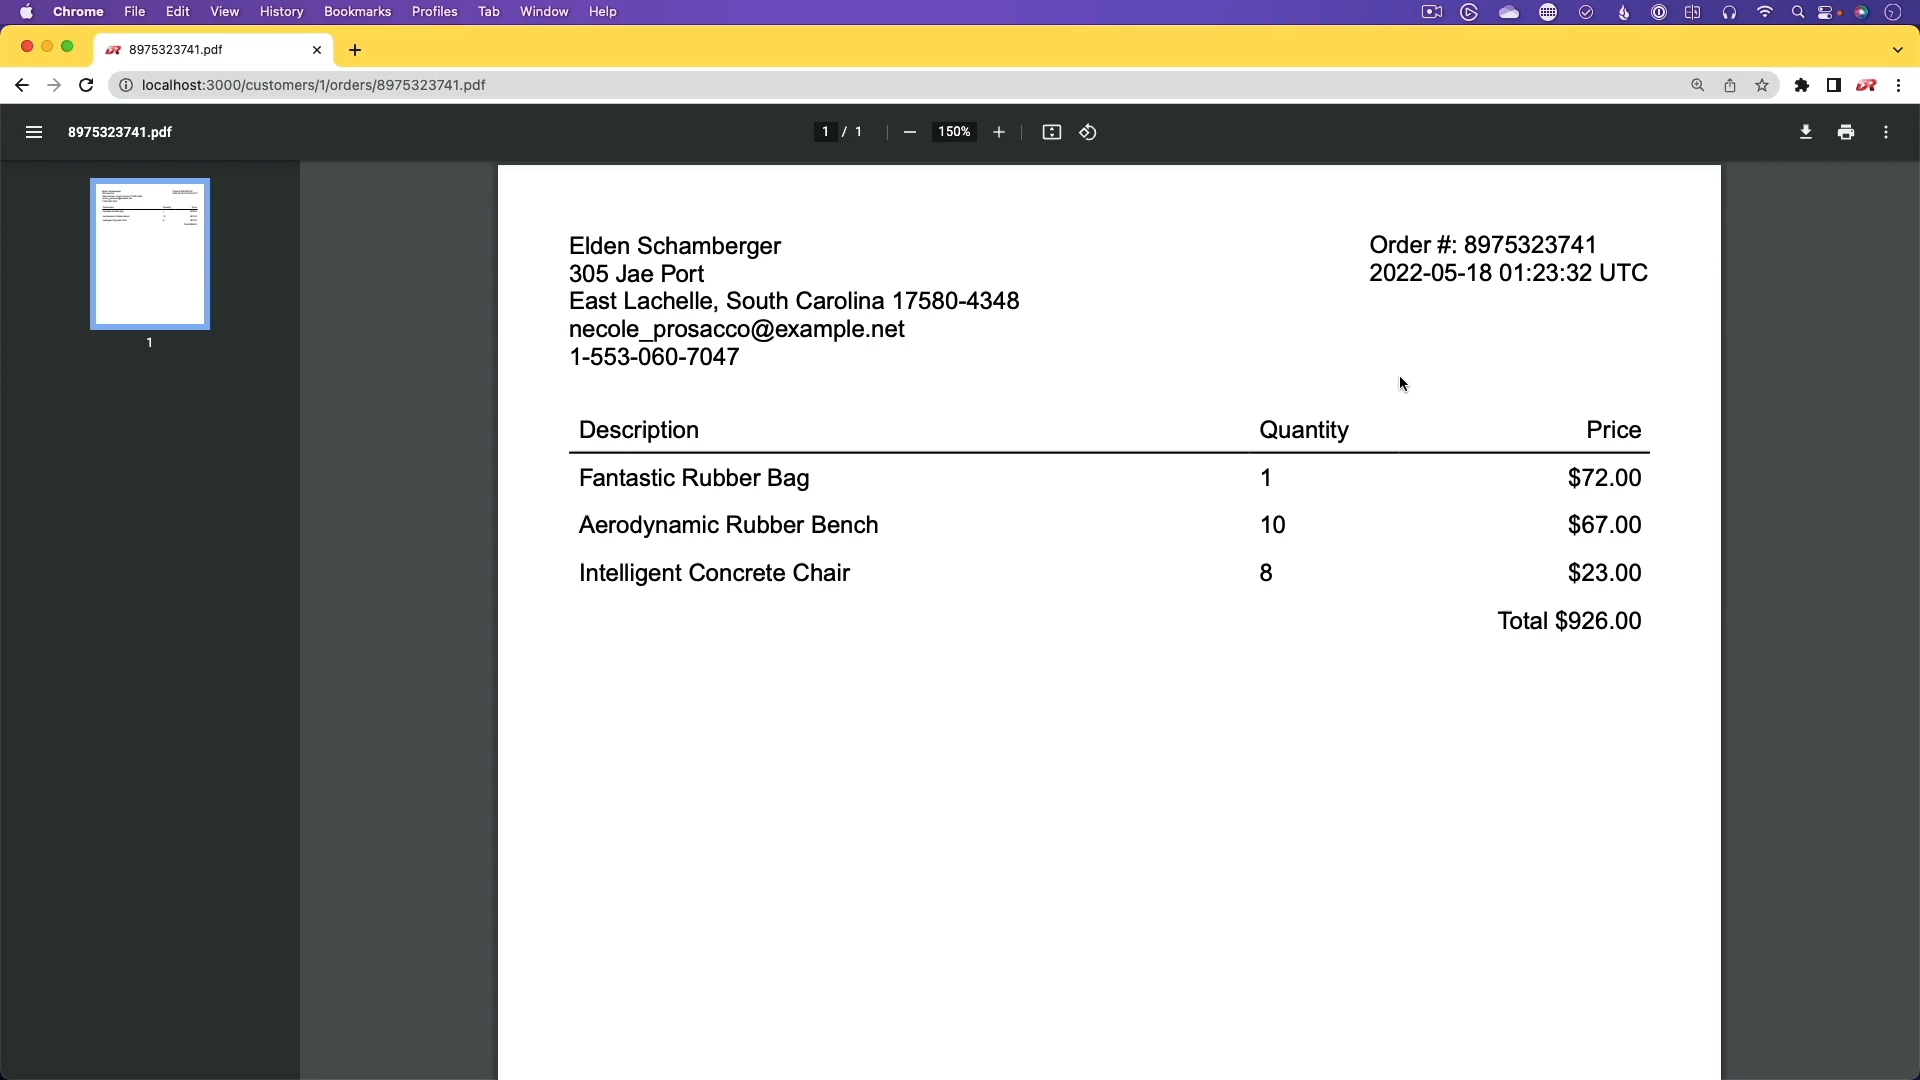 Chrome File Edit View History Bookmarks Profiles Tab Window Help
8975323741.pdf
localhost:3000/customers/1/orders/8975323741.pdf
8975323741.pdf 1 / 1 150%
1
Elden Schamberger
305 Jae Port
East Lachelle, South Carolina 17580-4348
necole_prosacco@example.net
1-553-060-7047
Order #: 8975323741
2022-05-18 01:23:32 UTC
Description Quantity Price
Fantastic Rubber Bag 1 $72.00
Aerodynamic Rubber Bench 10 $67.00
Intelligent Concrete Chair 8 $23.00
Total $926.00